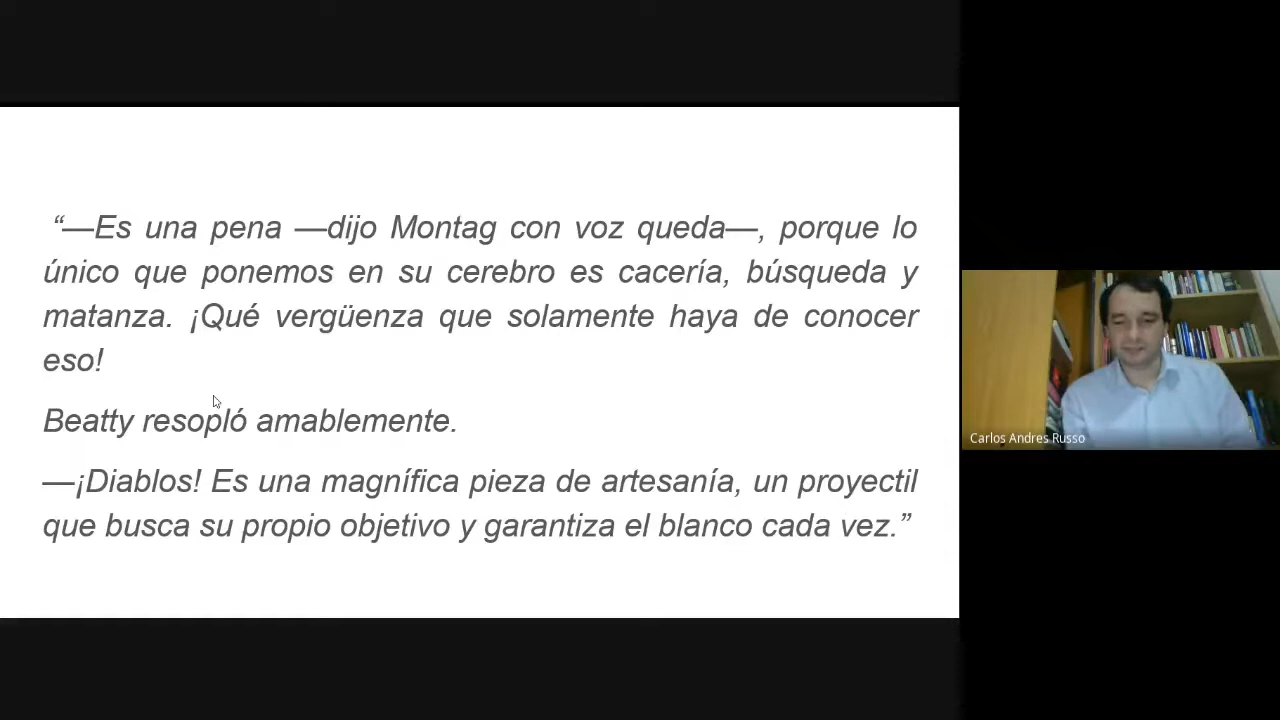 “—Es una pena —dijo Montag con voz queda—, porque lo
único que ponemos en su cerebro es cacería, búsqueda y
matanza. ¡Qué vergüenza que solamente haya de conocer
eso!
Beatty resopló amablemente.
—¡Diablos! Es una magnífica pieza de artesanía, un proyectil
que busca su propio objetivo y garantiza el blanco cada vez.”
Carlos Andres Russo